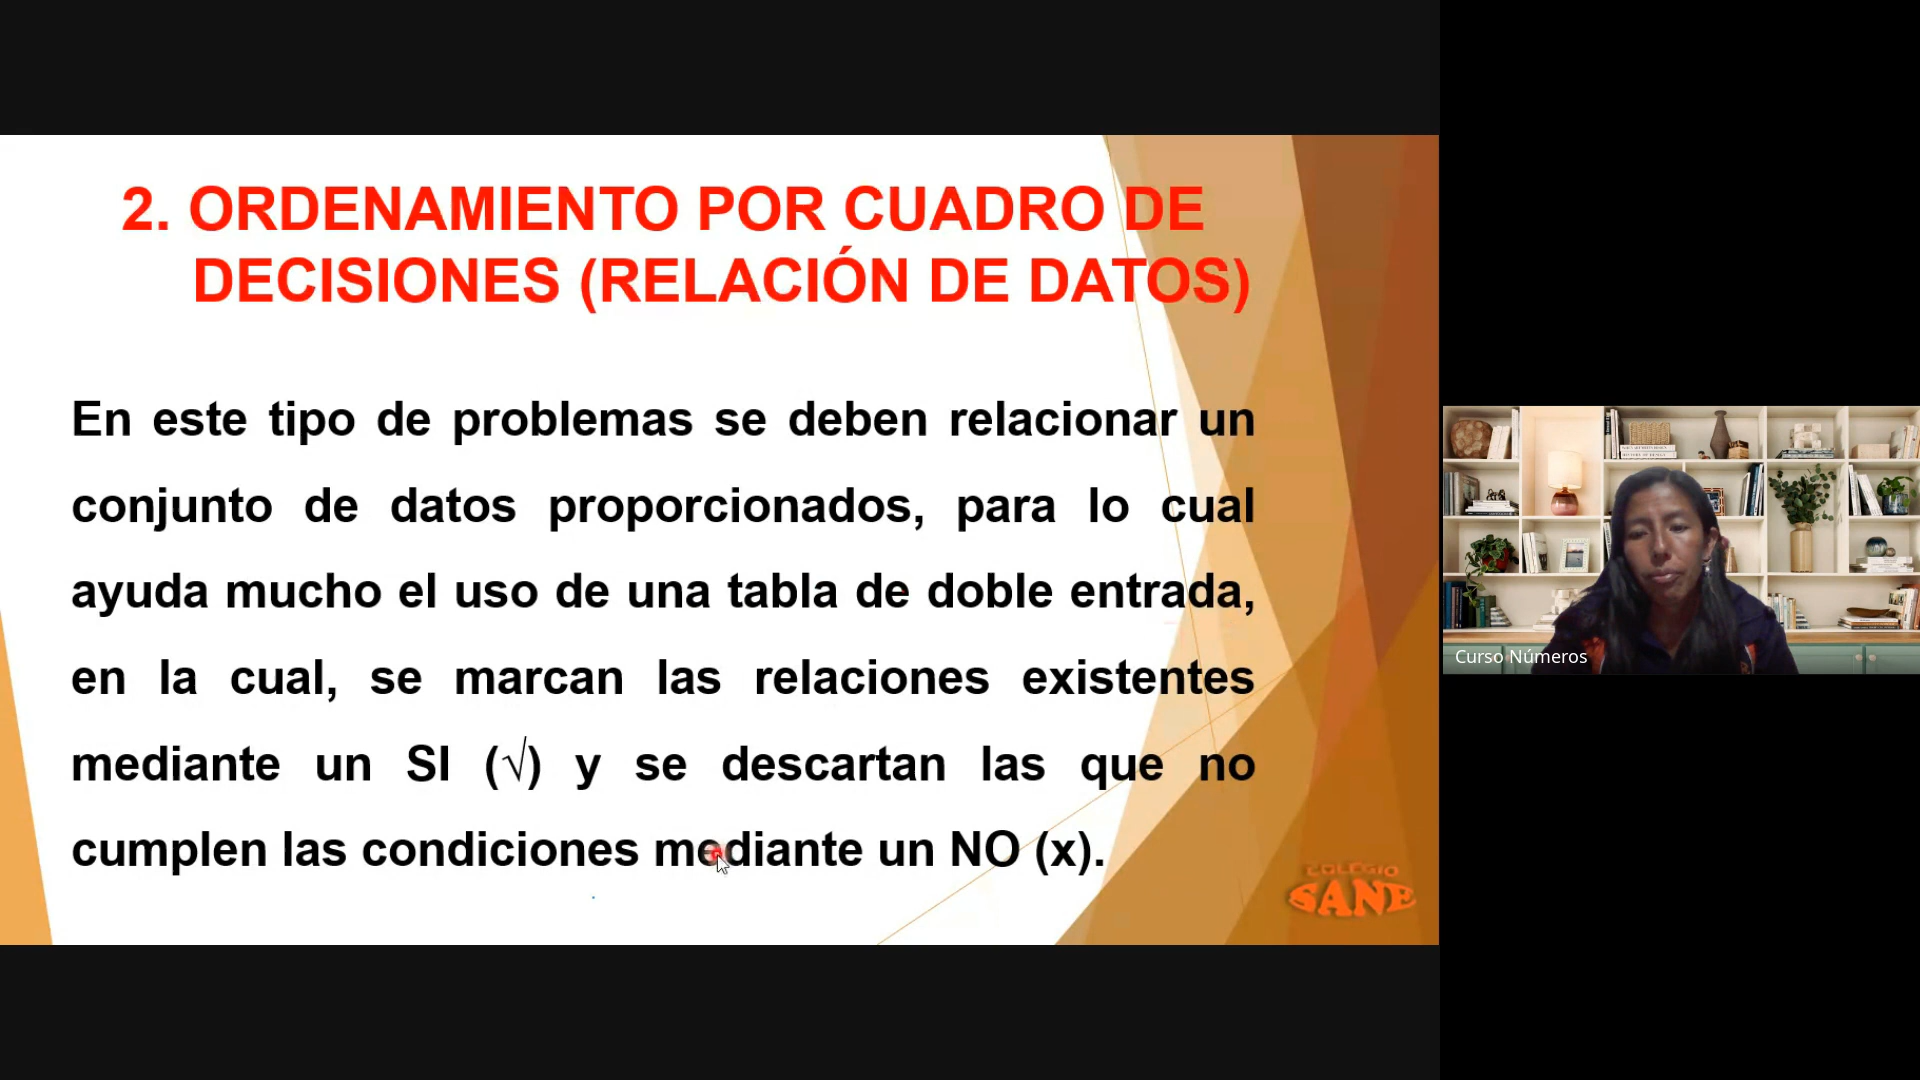 2. ORDENAMIENTO POR CUADRO DE
DECISIONES (RELACIÓN DE DATOS)
En este tipo de problemas se deben relacionar un
conjunto de datos proporcionados, para lo cual
ayuda mucho el uso de una tabla de doble entrada,
en la cual, se marcan las relaciones existentes
mediante un SI (√) y se descartan las que no
cumplen las condiciones mediante un NO (x).
COLEGIO
SANE
Curso Números